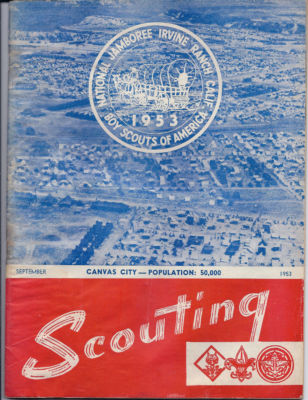 NATIONAL JAMBOREE IRVINE RANCH CALIF.
1953
BOY SCOUTS OF AMERICA
SEPTEMBER
CANVAS CITY — POPULATION: 50,000
1953
Scouting